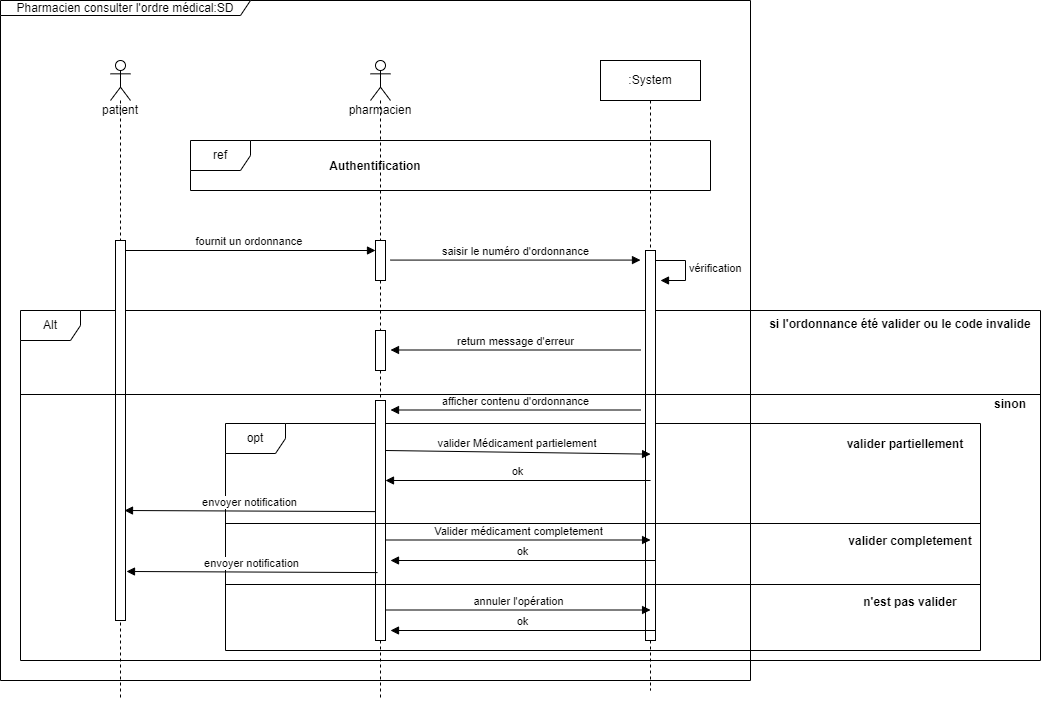 Pharmacien consulter l'ordre médical:SD
patient
pharmacien
:System
ref
Authentification
fournit un ordonnance
saisir le numéro d'ordonnance
vérification
Alt
si l'ordonnance été valider ou le code invalide
return message d'erreur
afficher contenu d'ordonnance
sinon
opt
valider Médicament partielement
valider partiellement
ok
envoyer notification
Valider médicament completement
valider completement
ok
envoyer notification
annuler l'opération
n'est pas valider
ok